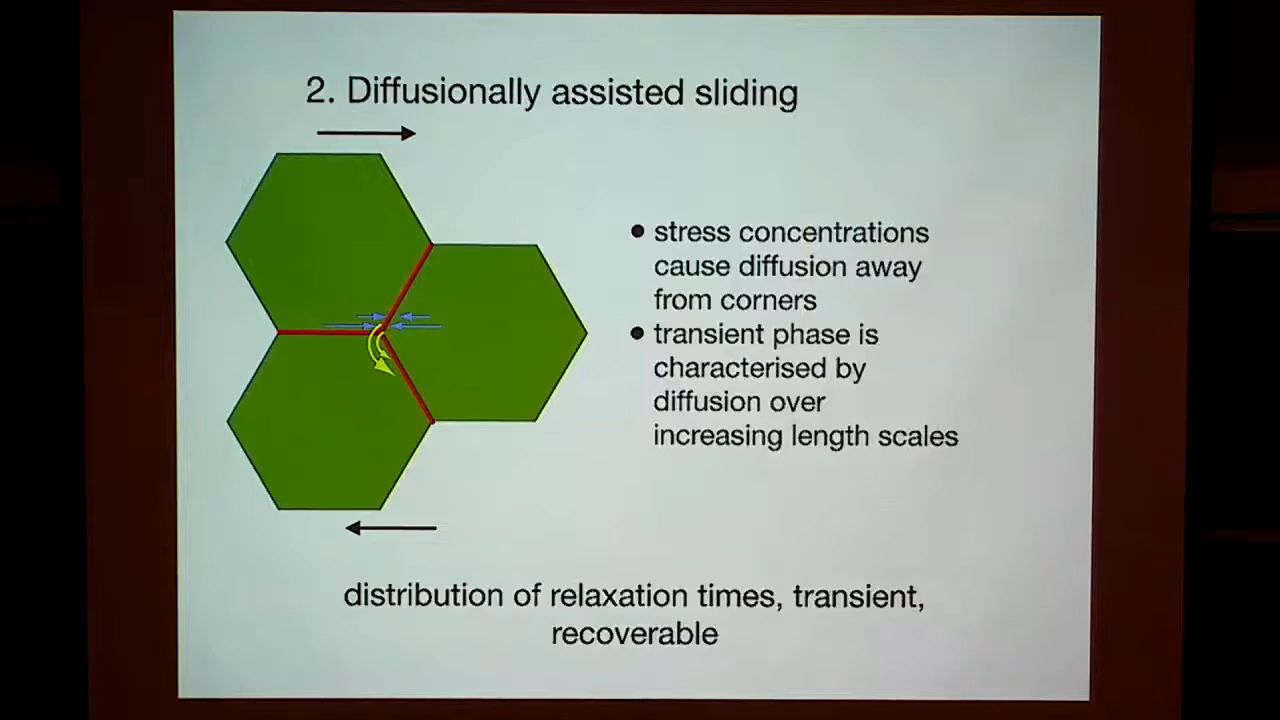 2. Diffusionally assisted sliding
● stress concentrations
cause diffusion away
from corners
● transient phase is
characterised by
diffusion over
increasing length scales
distribution of relaxation times, transient,
recoverable